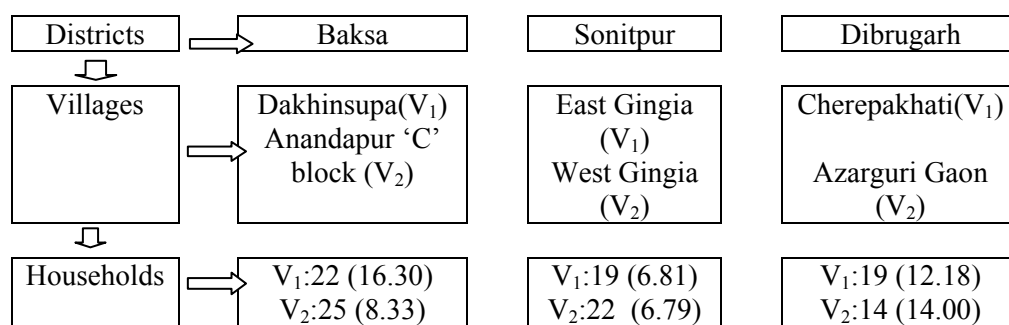 Districts
Baksa
Sonitpur
Dibrugarh
Villages
Dakhinsupa(V₁)
Anandapur ‘C’
block (V₂)
East Gingia
(V₁)
West Gingia
(V₂)
Cherepakhati(V₁)
Azarguri Gaon
(V₂)
Households
V₁:22 (16.30)
V₂:25 (8.33)
V₁:19 (6.81)
V₂:22 (6.79)
V₁:19 (12.18)
V₂:14 (14.00)